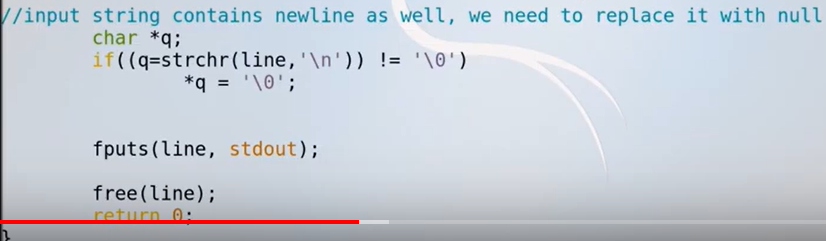 //input string contains newline as well, we need to replace it with null
char *q;
if((q=strchr(line,'\n')) != '\0')
*q = '\0';
fputs(line, stdout);
free(line);
return 0;
}